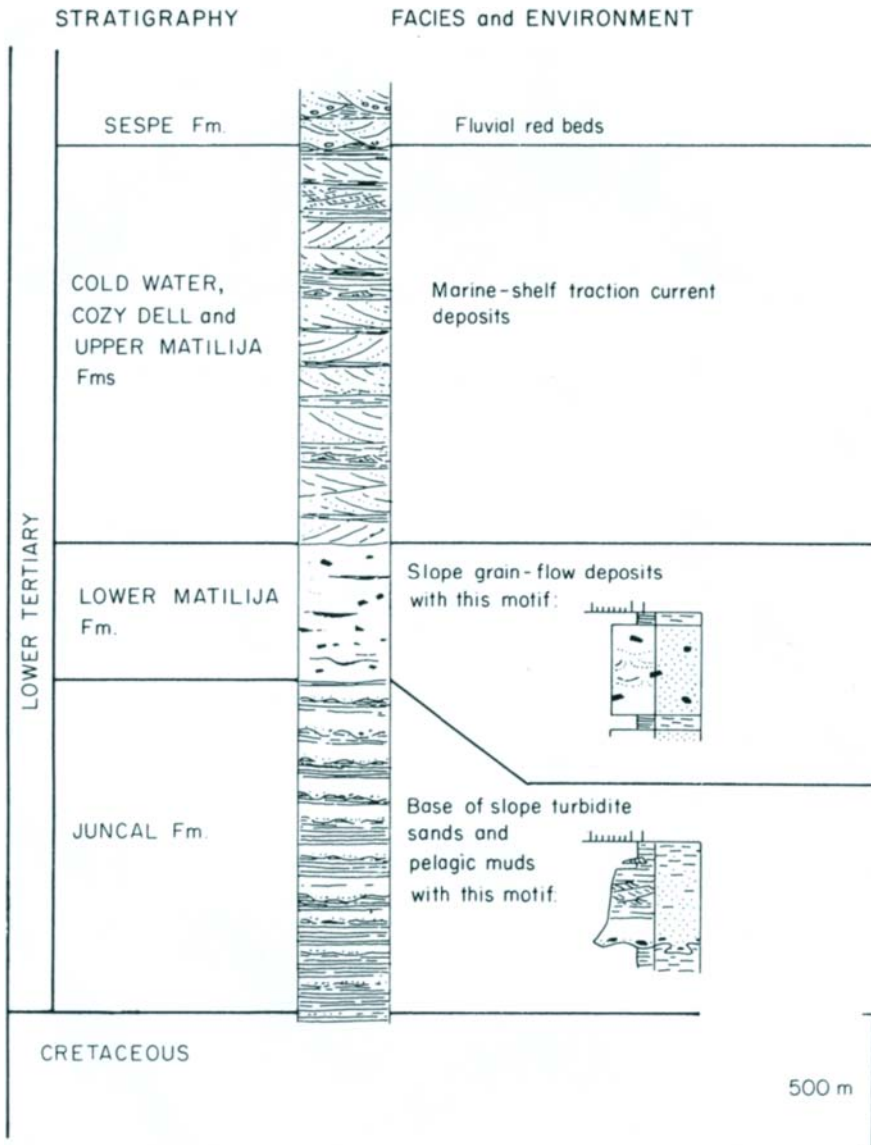 STRATIGRAPHY
FACIES and ENVIRONMENT
SESPE Fm.
Fluvial red beds
COLD WATER,
COZY DELL and
UPPER MATILIJA
Fms
Marine-shelf traction current
deposits
LOWER TERTIARY
LOWER MATILIJA
Fm.
Slope grain-flow deposits
with this motif:
JUNCAL Fm.
Base of slope turbidite
sands and
pelagic muds
with this motif:
CRETACEOUS
500 m